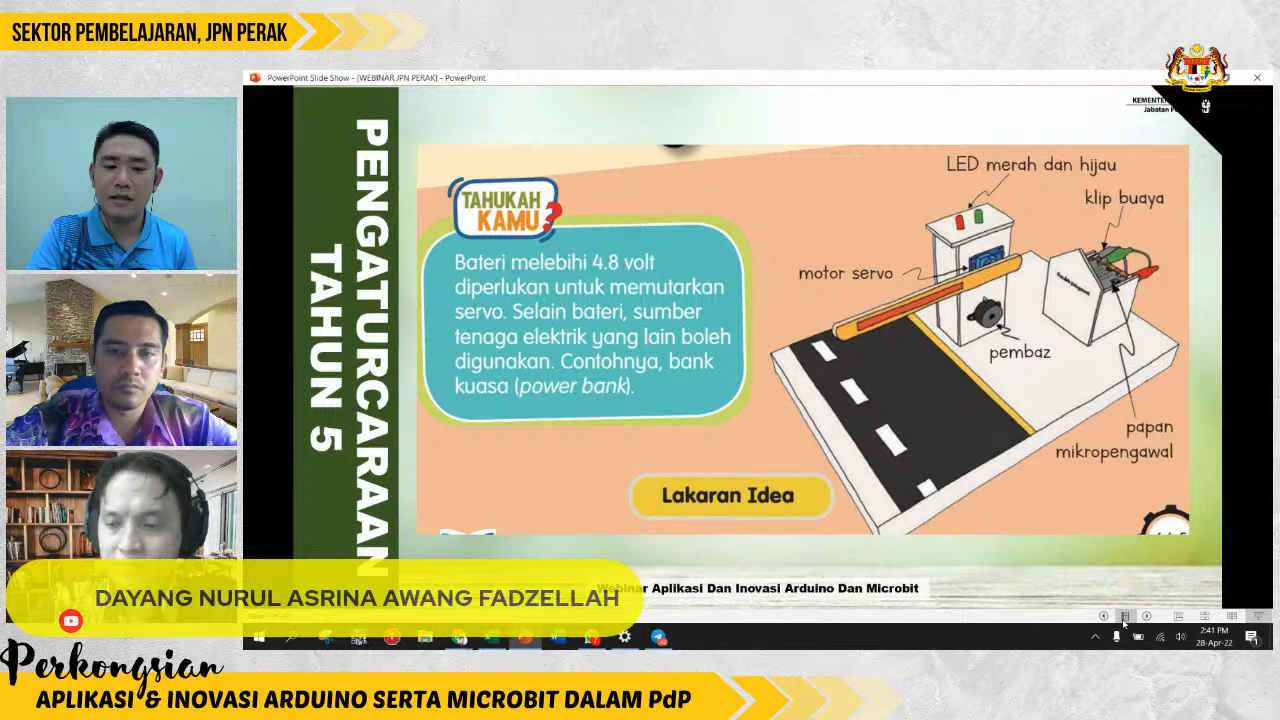 SEKTOR PEMBELAJARAN, JPN PERAK
PowerPoint Slide Show - [WEBINAR JPN PERAK] - PowerPoint
KEMENTE
Jabatan P
PENGATURCARAAN
TAHUN 5
TAHUKAH
KAMU?
Bateri melebihi 4.8 volt
diperlukan untuk memutarkan
servo. Selain bateri, sumber
tenaga elektrik yang lain boleh
digunakan. Contohnya, bank
kuasa (power bank).
LED merah dan hijau
klip buaya
motor servo
pembaz
papan
mikropengawal
Lakaran Idea
Webinar Aplikasi Dan Inovasi Arduino Dan Microbit
DAYANG NURUL ASRINA AWANG FADZELLAH
2:41 PM
28-Apr-22
Perkongsian
APLIKASI & INOVASI ARDUINO SERTA MICROBIT DALAM PdP